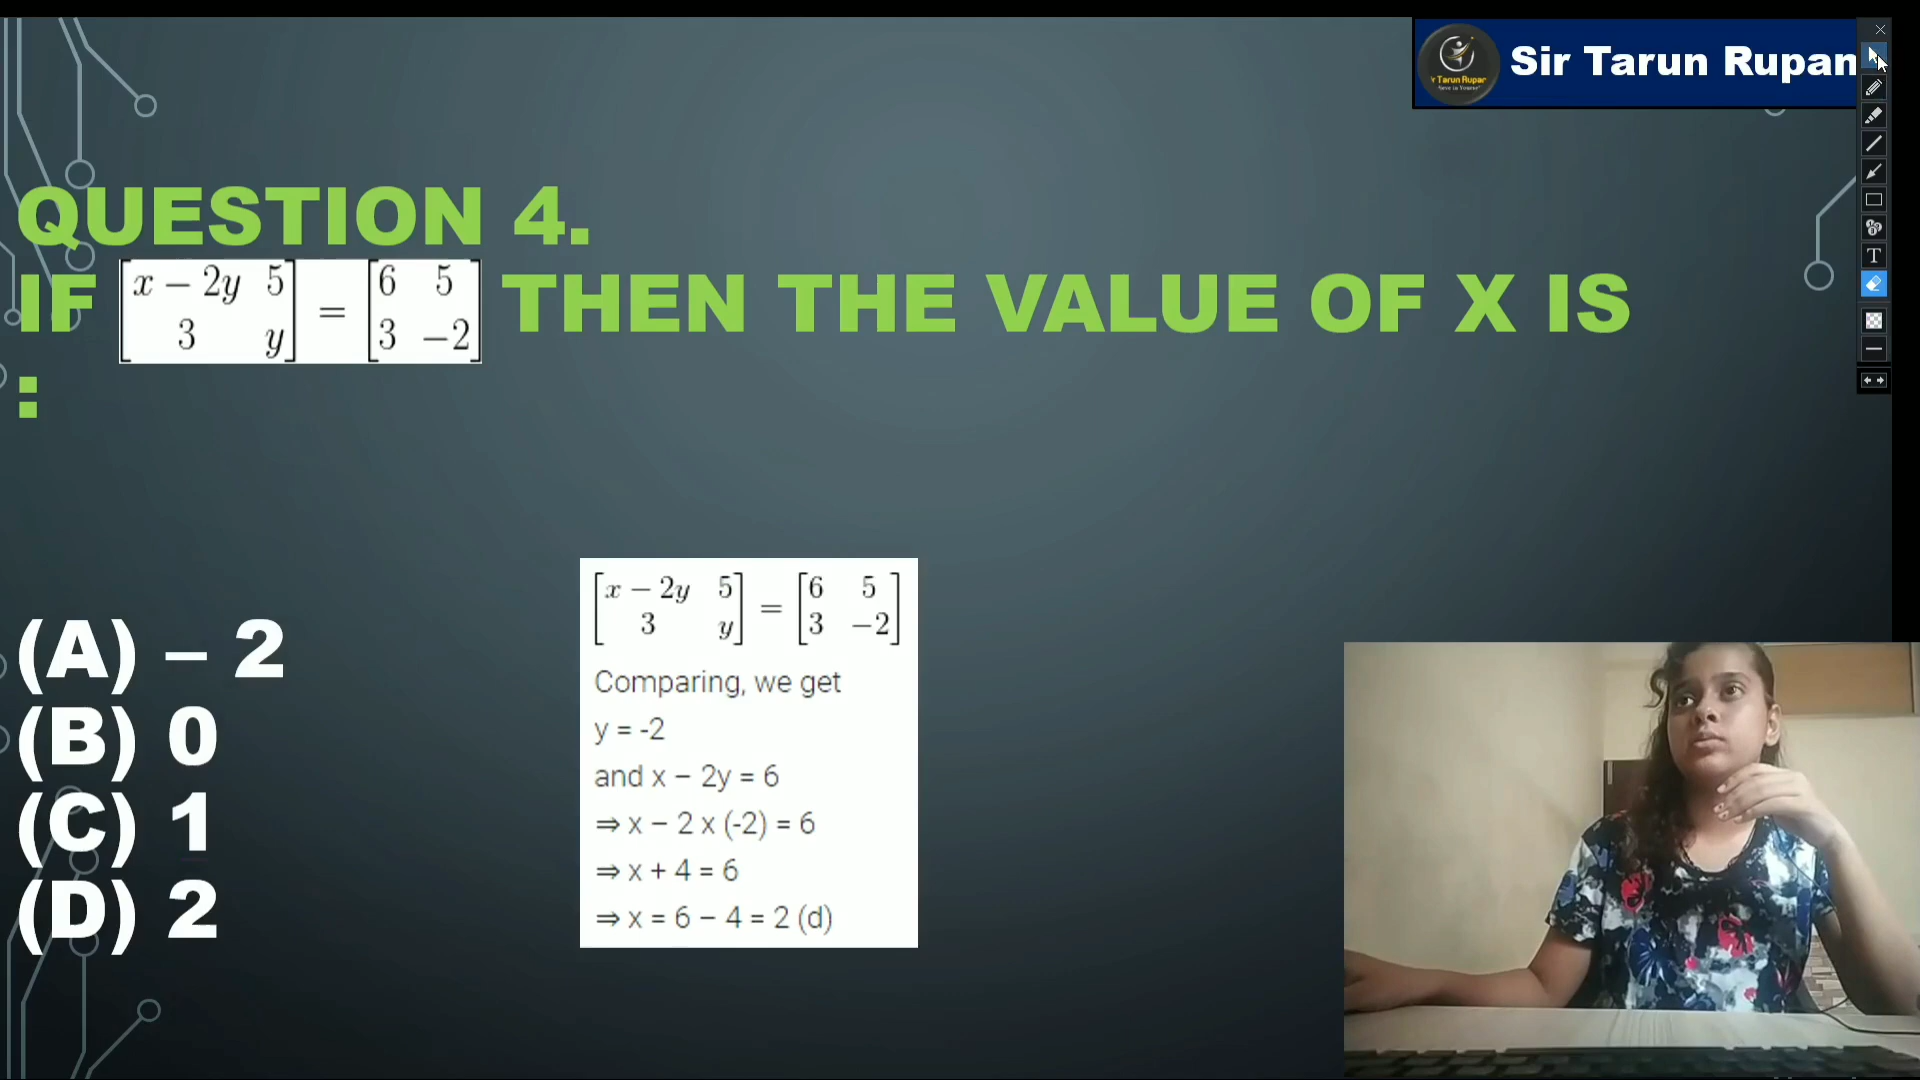 Sir Tarun Rupan
r Tarun Rupar
QUESTION 4.
IF [x − 2y 5 3 y] = [6 5 3 −2] THEN THE VALUE OF X IS
:
(A) – 2
(B) 0
(C) 1
(D) 2
[x − 2y 5 3 y] = [6 5 3 −2]
Comparing, we get
y = -2
and x – 2y = 6
⇒ x – 2 x (-2) = 6
⇒ x + 4 = 6
⇒ x = 6 – 4 = 2 (d)
T